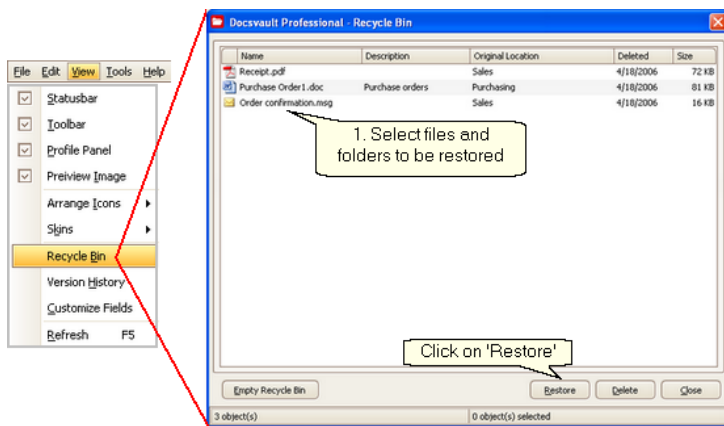 File Edit View Tools Help
Statusbar
Toolbar
Profile Panel
Preiview Image
Arrange Icons
Skins
Recycle Bin
Version History
Customize Fields
Refresh F5
Docsvault Professional - Recycle Bin
Name Description Original Location Deleted Size
Receipt.pdf Sales 4/18/2006 72 KB
Purchase Order1.doc Purchase orders Purchasing 4/18/2006 81 KB
Order confirmation.msg Sales 4/18/2006 16 KB
1. Select files and
folders to be restored
Click on 'Restore'
Empty Recycle Bin Restore Delete Close
3 object(s) 0 object(s) selected